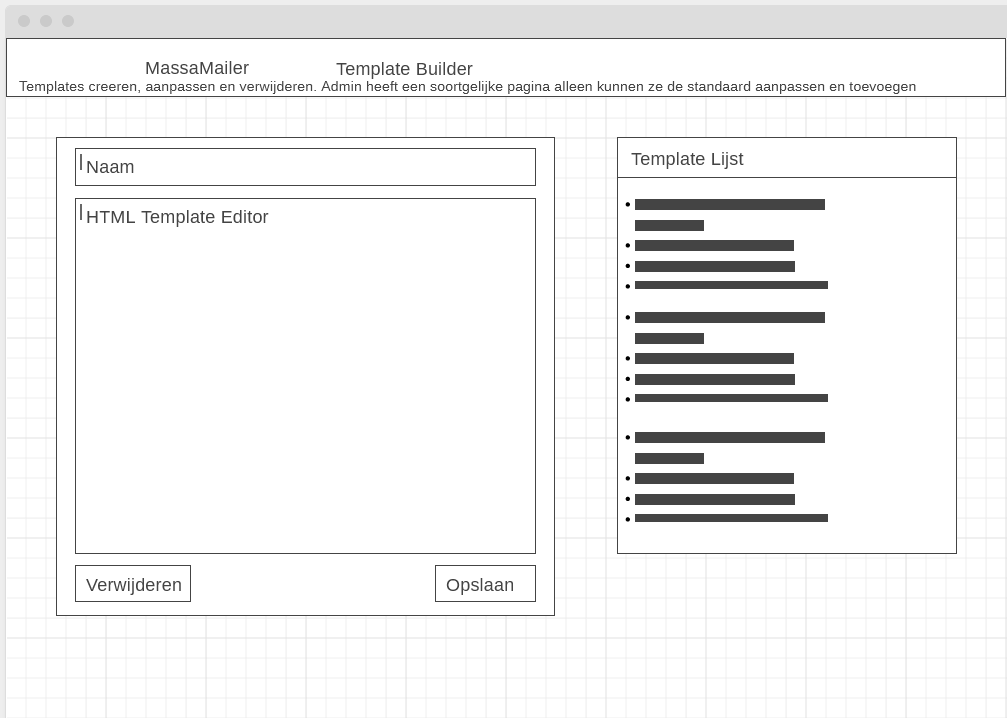 MassaMailer Template Builder
Templates creeren, aanpassen en verwijderen. Admin heeft een soortgelijke pagina alleen kunnen ze de standaard aanpassen en toevoegen
Naam
HTML Template Editor
Verwijderen
Opslaan
Template Lijst